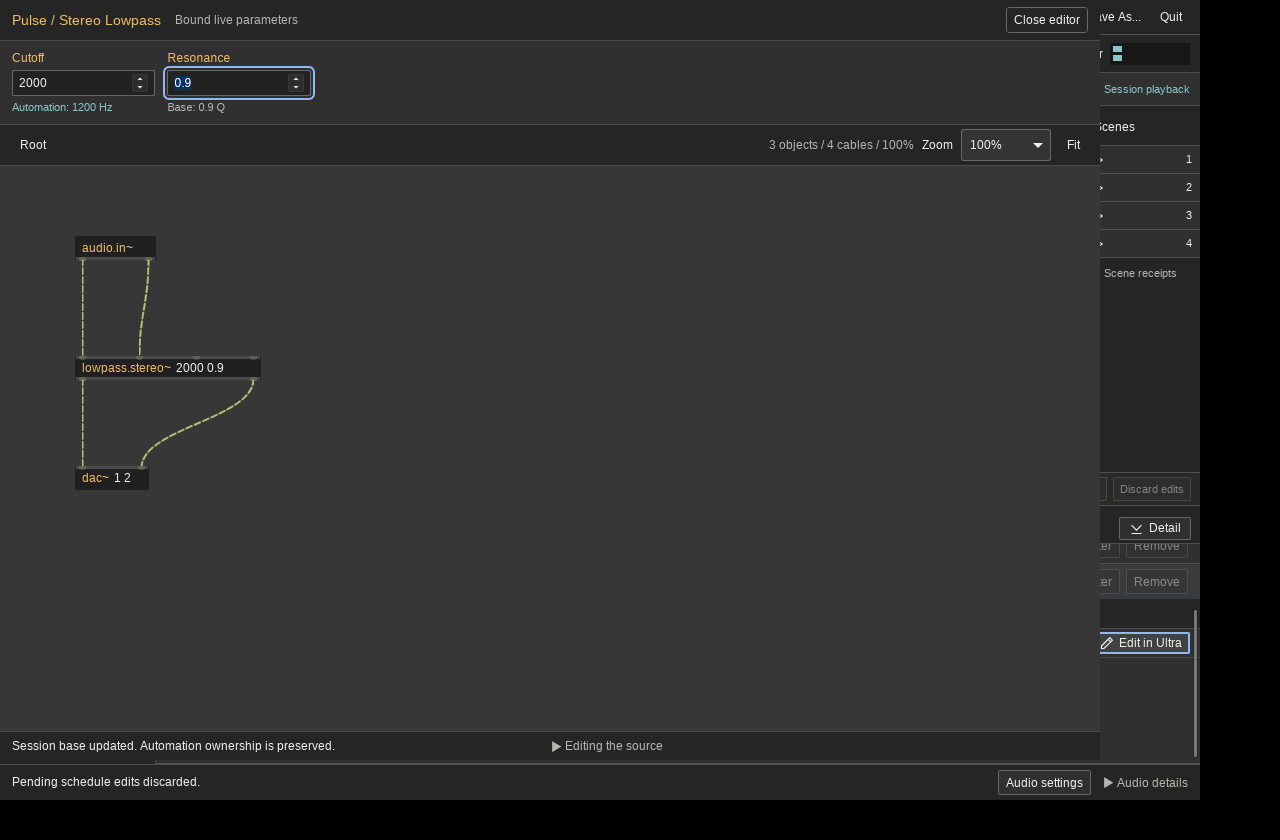 Pulse / Stereo Lowpass Bound live parameters Close editor
Save As... Quit
Cutoff Resonance
2000 0.9
Automation: 1200 Hz Base: 0.9 Q
Session playback
Root 3 objects / 4 cables / 100% Zoom 100% Fit
Scenes
1
2
3
4
Scene receipts
audio.in~
lowpass.stereo~ 2000 0.9
dac~ 1 2
Discard edits
Detail
Remove
Remove
Edit in Ultra
Session base updated. Automation ownership is preserved. Editing the source
Pending schedule edits discarded. Audio settings Audio details